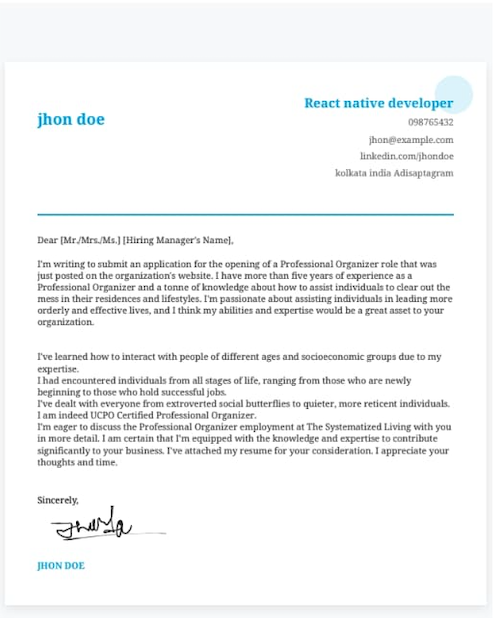 jhon doe
React native developer
098765432
jhon@example.com
linkedin.com/jhondoe
kolkata india Adisaptagram
Dear [Mr./Mrs./Ms.] [Hiring Manager's Name],
I'm writing to submit an application for the opening of a Professional Organizer role that was
just posted on the organization's website. I have more than five years of experience as a
Professional Organizer and a tonne of knowledge about how to assist individuals to clear out the
mess in their residences and lifestyles. I'm passionate about assisting individuals in leading more
orderly and effective lives, and I think my abilities and expertise would be a great asset to your
organization.
I've learned how to interact with people of different ages and socioeconomic groups due to my
expertise.
I had encountered individuals from all stages of life, ranging from those who are newly
beginning to those who hold successful jobs.
I've dealt with everyone from extroverted social butterflies to quieter, more reticent individuals.
I am indeed UCPO Certified Professional Organizer.
I'm eager to discuss the Professional Organizer employment at The Systematized Living with you
in more detail. I am certain that I'm equipped with the knowledge and expertise to contribute
significantly to your business. I've attached my resume for your consideration. I appreciate your
thoughts and time.
Sincerely,
JHON DOE